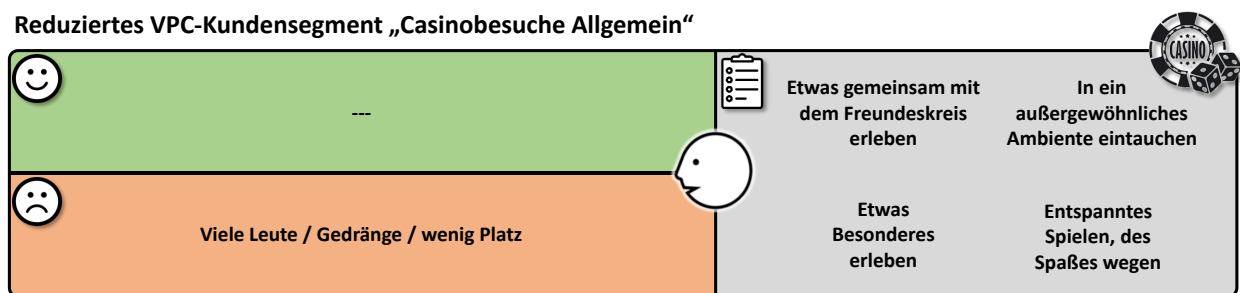 Reduziertes VPC-Kundensegment „Casinobesuche Allgemein“
CASINO
---
Viele Leute / Gedränge / wenig Platz
Etwas gemeinsam mit
dem Freundeskreis
erleben
In ein
außergewöhnliches
Ambiente eintauchen
Etwas
Besonderes
erleben
Entspanntes
Spielen, des
Spaßes wegen